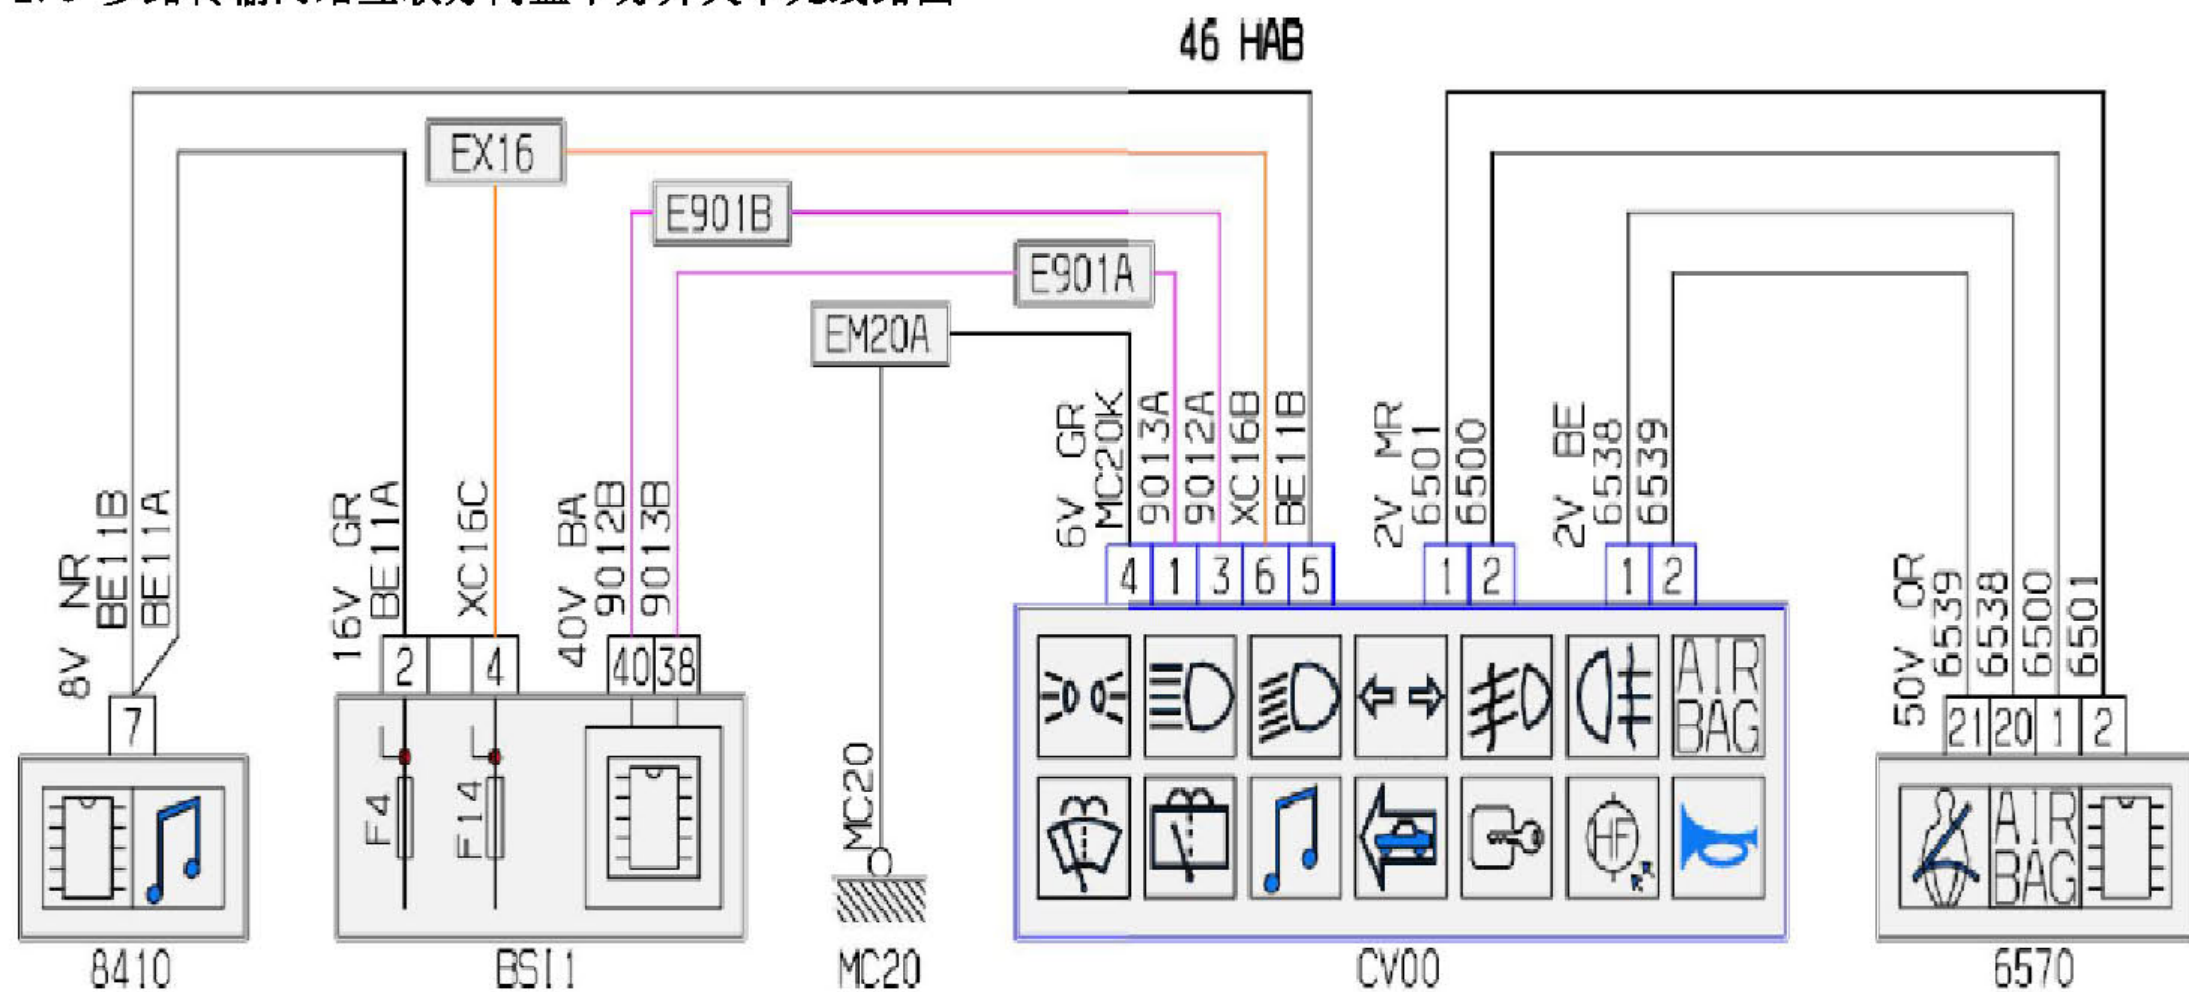 46 HAB
EX16
E901B
E901A
EM20A
8V NR
BE11B
BE11A
16V GR
BE11A
XC16C
40V BA
9012B
9013B
MC20
6V GR
MC20K
9013A
9012A
XC16B
BE11B
2V MR
6501
6500
2V BE
6538
6539
50V OR
6539
6538
6500
6501
7
2
4
40
38
4
1
3
6
5
1
2
1
2
21
20
1
2
F4
F14
AIR
BAG
HF
AIR
BAG
8410
BSI1
MC20
CV00
6570